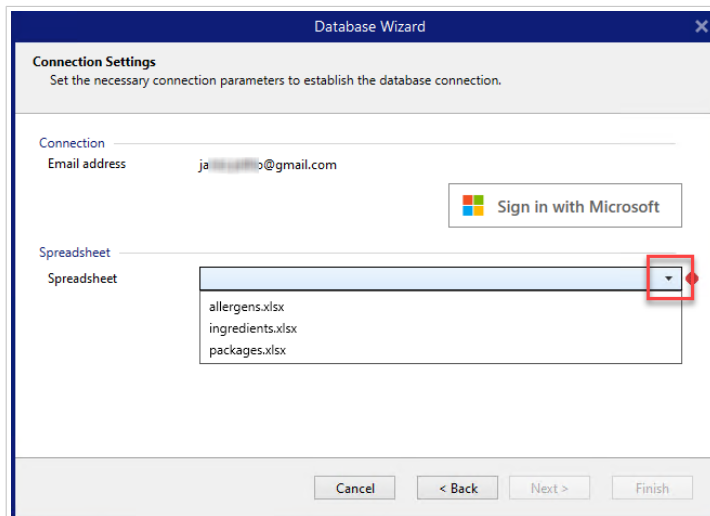 Database Wizard
Connection Settings
Set the necessary connection parameters to establish the database connection.
Connection
Email address ja o@gmail.com
Sign in with Microsoft
Spreadsheet
Spreadsheet
allergens.xlsx
ingredients.xlsx
packages.xlsx
Cancel < Back Next > Finish